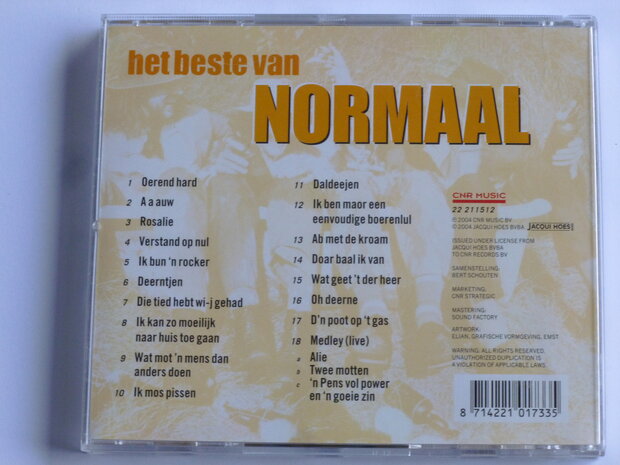 het beste van
NORMAAL
1 Oerend hard
2 A a auw
3 Rosalie
4 Verstand op nul
5 Ik bun 'n rocker
6 Deerntjen
7 Die tied hebt wi-j gehad
8 Ik kan zo moeilijk
naar huis toe gaan
9 Wat mot 'n mens dan
anders doen
10 Ik mos pissen
11 Daldeejen
12 Ik ben maor een
eenvoudige boerenlul
13 Ab met de kroam
14 Doar baal ik van
15 Wat geet 't der heer
16 Oh deerne
17 D'n poot op 't gas
18 Medley (live)
a Alie
b Twee motten
c 'n Pens vol power
en 'n goeie zin
CNR MUSIC
22 211512
℗ 2004 CNR MUSIC BV
© 2004 JACQUI HOES BVBA
JACQUI HOES
ISSUED UNDER LICENSE FROM
JACQUI HOES BVBA
TO CNR RECORDS BV
SAMENSTELLING:
BERT SCHOUTEN
MARKETING:
CNR STRATEGIC
MASTERING:
SOUND FACTORY
ARTWORK:
ELJAN, GRAFISCHE VORMGEVING, EMST
WARNING: ALL RIGHTS RESERVED.
UNAUTHORIZED DUPLICATION IS
A VIOLATION OF APPLICABLE LAWS.
8 714221 017335